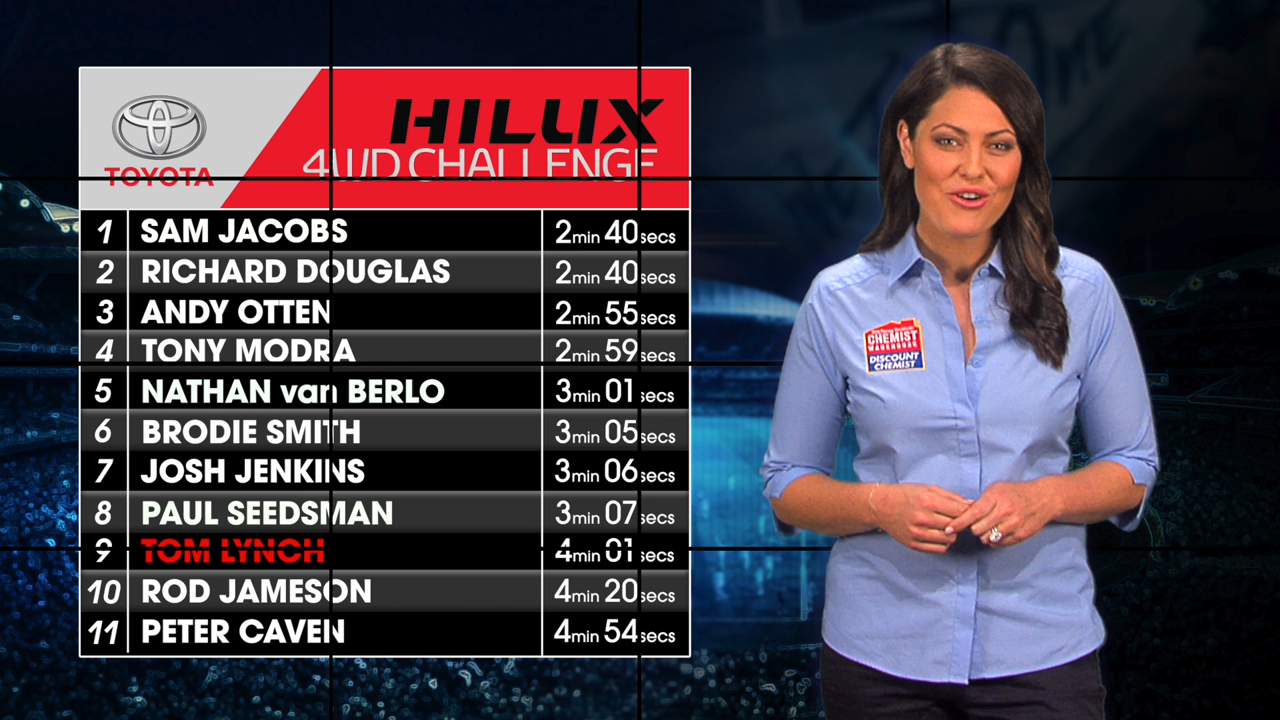 TOYOTA
HILUX
4WD CHALLENGE
1 SAM JACOBS 2min 40secs
2 RICHARD DOUGLAS 2min 40secs
3 ANDY OTTEN 2min 55secs
4 TONY MODRA 2min 59secs
5 NATHAN van BERLO 3min 01secs
6 BRODIE SMITH 3min 05secs
7 JOSH JENKINS 3min 06secs
8 PAUL SEEDSMAN 3min 07secs
9 TOM LYNCH 4min 01secs
10 ROD JAMESON 4min 20secs
11 PETER CAVEN 4min 54secs
CHEMIST
WAREHOUSE
DISCOUNT
CHEMIST